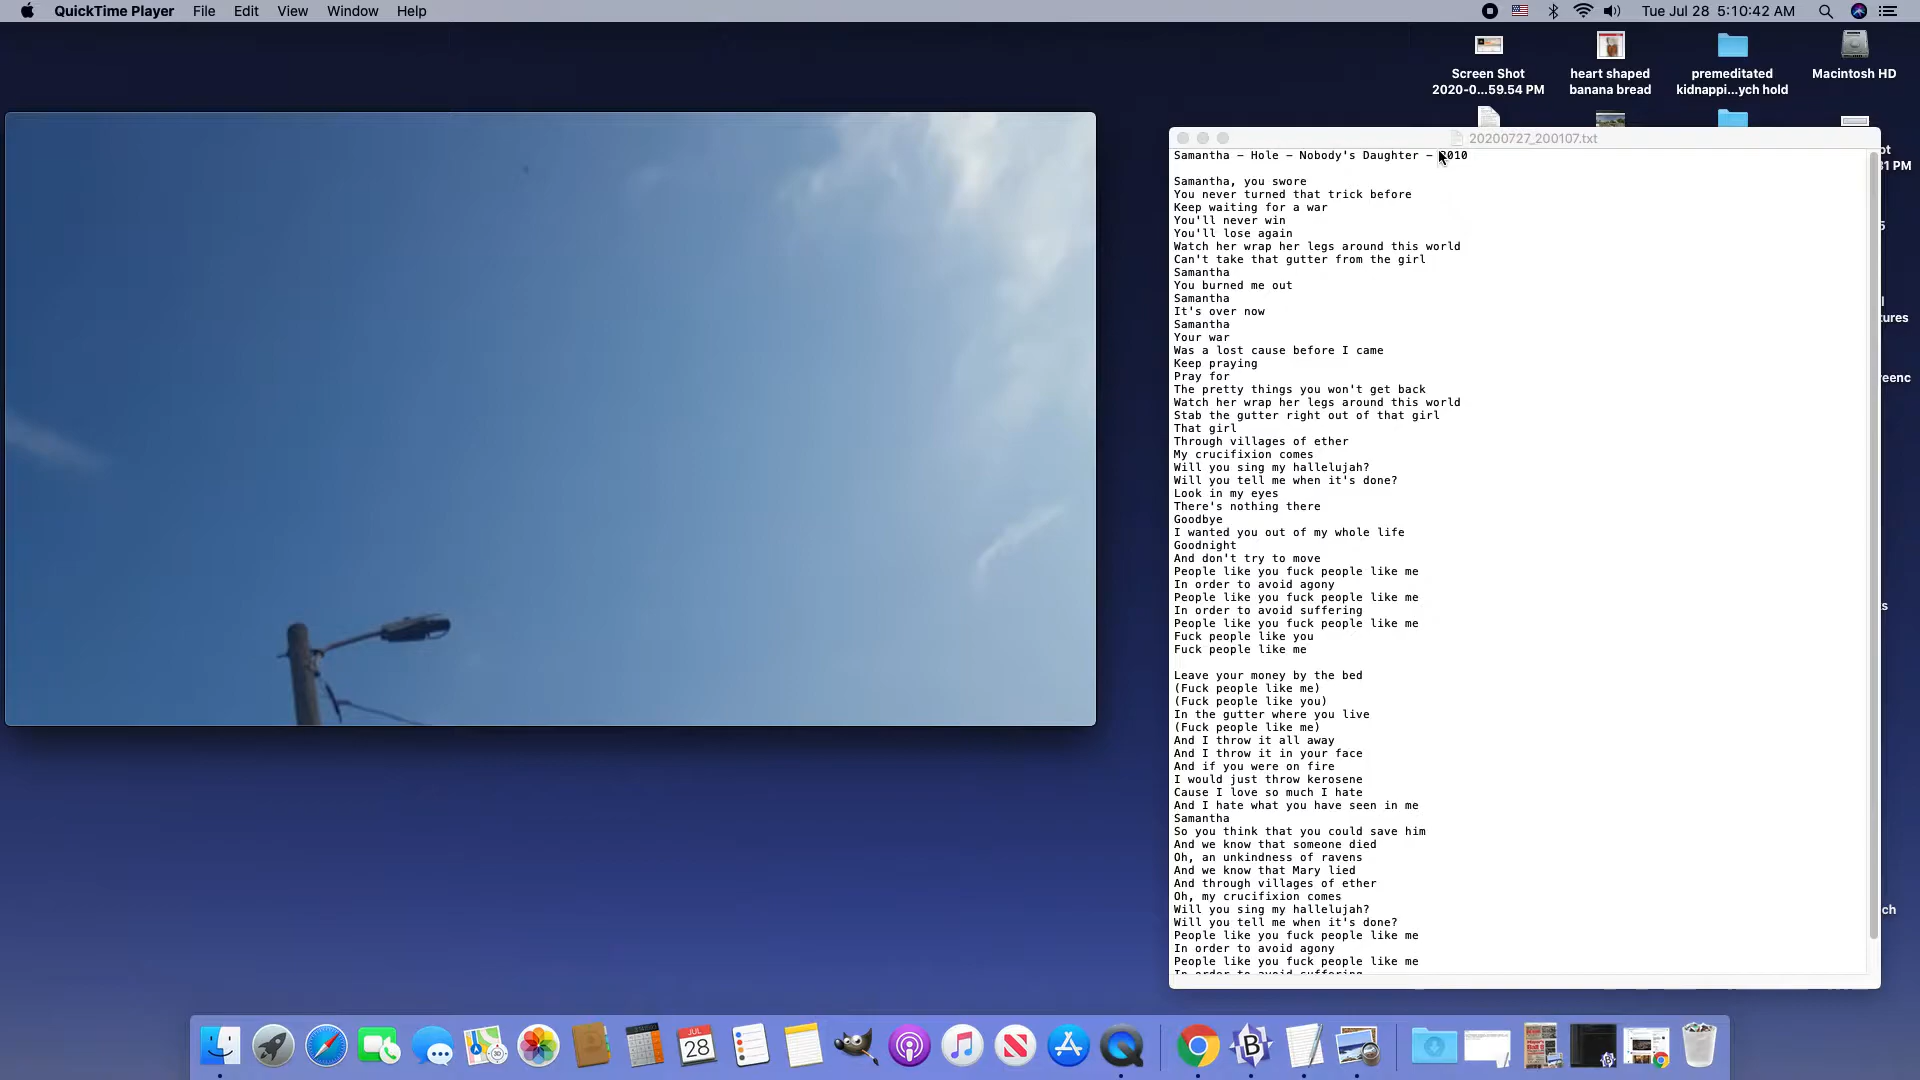 QuickTime Player File Edit View Window Help
Tue Jul 28 5:10:42 AM
Screen Shot
2020-0...59.54 PM
heart shaped
banana bread
premeditated
kidnappi...ych hold
Macintosh HD
20200727_200107.txt
Samantha – Hole – Nobody's Daughter – 2010
Samantha, you swore
You never turned that trick before
Keep waiting for a war
You'll never win
You'll lose again
Watch her wrap her legs around this world
Can't take that gutter from the girl
Samantha
You burned me out
Samantha
It's over now
Samantha
Your war
Was a lost cause before I came
Keep praying
Pray for
The pretty things you won't get back
Watch her wrap her legs around this world
Stab the gutter right out of that girl
That girl
Through villages of ether
My crucifixion comes
Will you sing my hallelujah?
Will you tell me when it's done?
Look in my eyes
There's nothing there
Goodbye
I wanted you out of my whole life
Goodnight
And don't try to move
People like you fuck people like me
In order to avoid agony
People like you fuck people like me
In order to avoid suffering
People like you fuck people like me
Fuck people like you
Fuck people like me
Leave your money by the bed
(Fuck people like me)
(Fuck people like you)
In the gutter where you live
(Fuck people like me)
And I throw it all away
And I throw it in your face
And if you were on fire
I would just throw kerosene
Cause I love so much I hate
And I hate what you have seen in me
Samantha
So you think that you could save him
And we know that someone died
Oh, an unkindness of ravens
And we know that Mary lied
And through villages of ether
Oh, my crucifixion comes
Will you sing my hallelujah?
Will you tell me when it's done?
People like you fuck people like me
In order to avoid agony
People like you fuck people like me
In order to avoid suffering
JUL
28